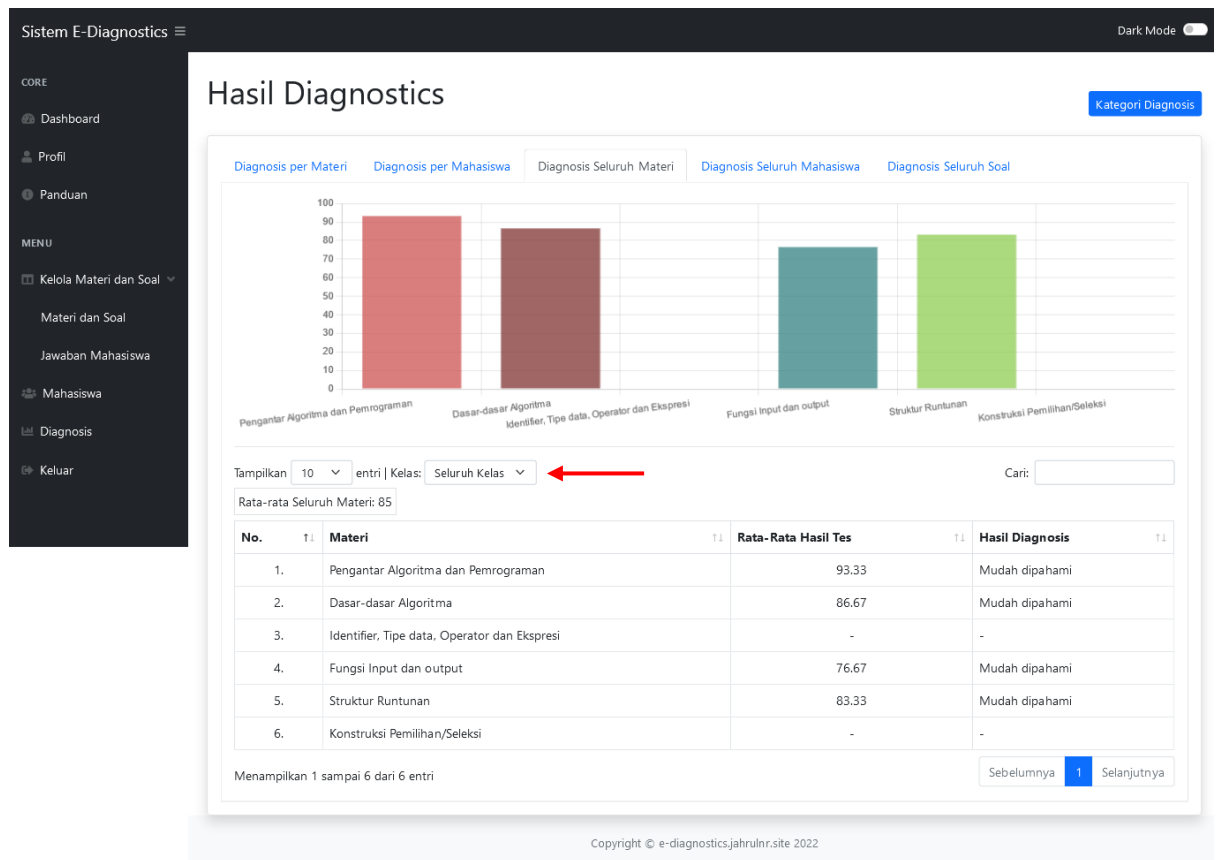 Sistem E-Diagnostics
Dark Mode
CORE
Dashboard
Profil
Panduan
MENU
Kelola Materi dan Soal
Materi dan Soal
Jawaban Mahasiswa
Mahasiswa
Diagnosis
Keluar
Hasil Diagnostics
Kategori Diagnosis
Diagnosis per Materi Diagnosis per Mahasiswa Diagnosis Seluruh Materi Diagnosis Seluruh Mahasiswa Diagnosis Seluruh Soal
100
90
80
70
60
50
40
30
20
10
0
Pengantar Algoritma dan Pemrograman
Dasar-dasar Algoritma
Identifier, Tipe data, Operator dan Ekspresi
Fungsi Input dan output
Struktur Runtunan
Konstruksi Pemilihan/Seleksi
Tampilkan 10 entri | Kelas: Seluruh Kelas Cari:
Rata-rata Seluruh Materi: 85
No. Materi Rata-Rata Hasil Tes Hasil Diagnosis
1. Pengantar Algoritma dan Pemrograman 93.33 Mudah dipahami
2. Dasar-dasar Algoritma 86.67 Mudah dipahami
3. Identifier, Tipe data, Operator dan Ekspresi - -
4. Fungsi Input dan output 76.67 Mudah dipahami
5. Struktur Runtunan 83.33 Mudah dipahami
6. Konstruksi Pemilihan/Seleksi - -
Menampilkan 1 sampai 6 dari 6 entri Sebelumnya 1 Selanjutnya
Copyright © e-diagnostics.jahrulnr.site 2022